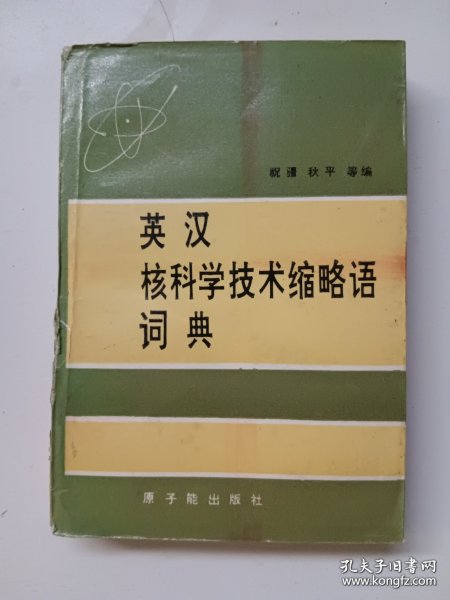 祝疆 秋平 等编
英汉
核科学技术缩略语
词典
原子能出版社
孔夫子旧书网
www.kongfz.com